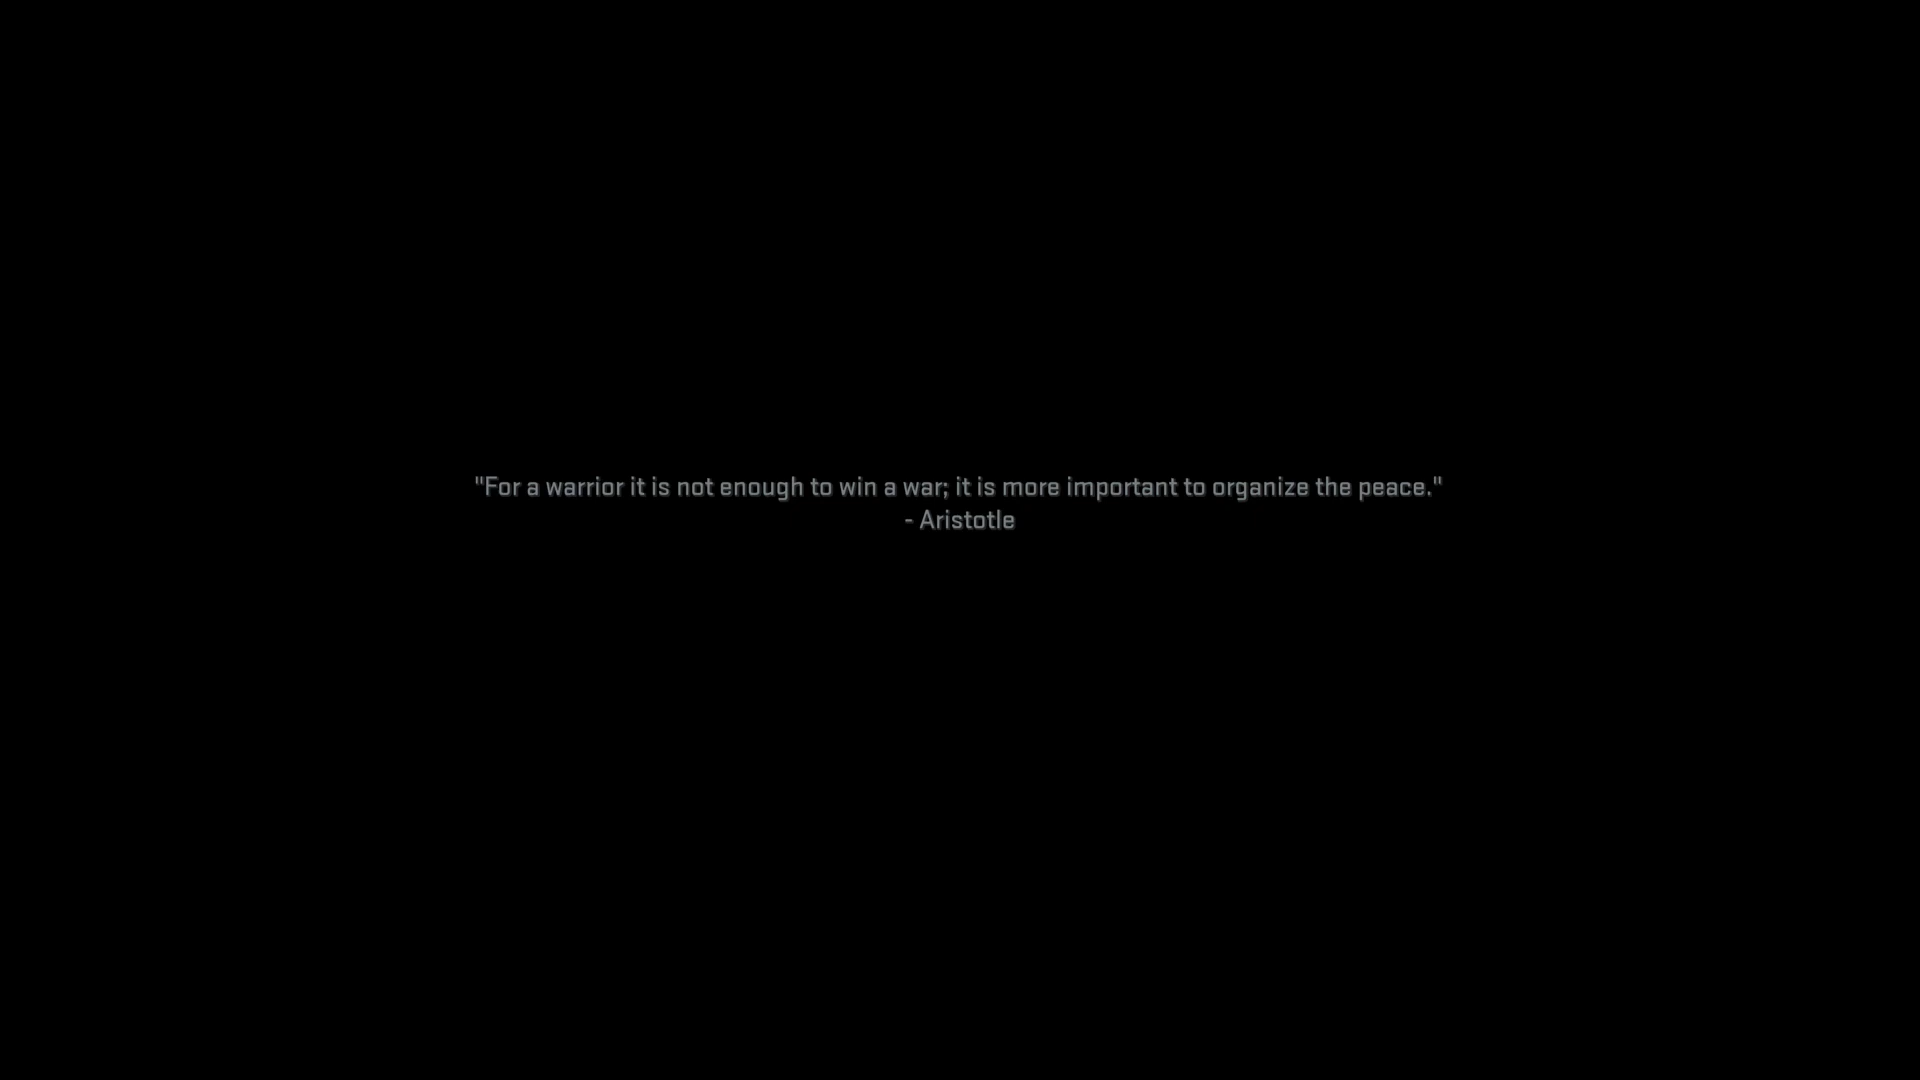 "For a warrior it is not enough to win a war; it is more important to organize the peace."
- Aristotle